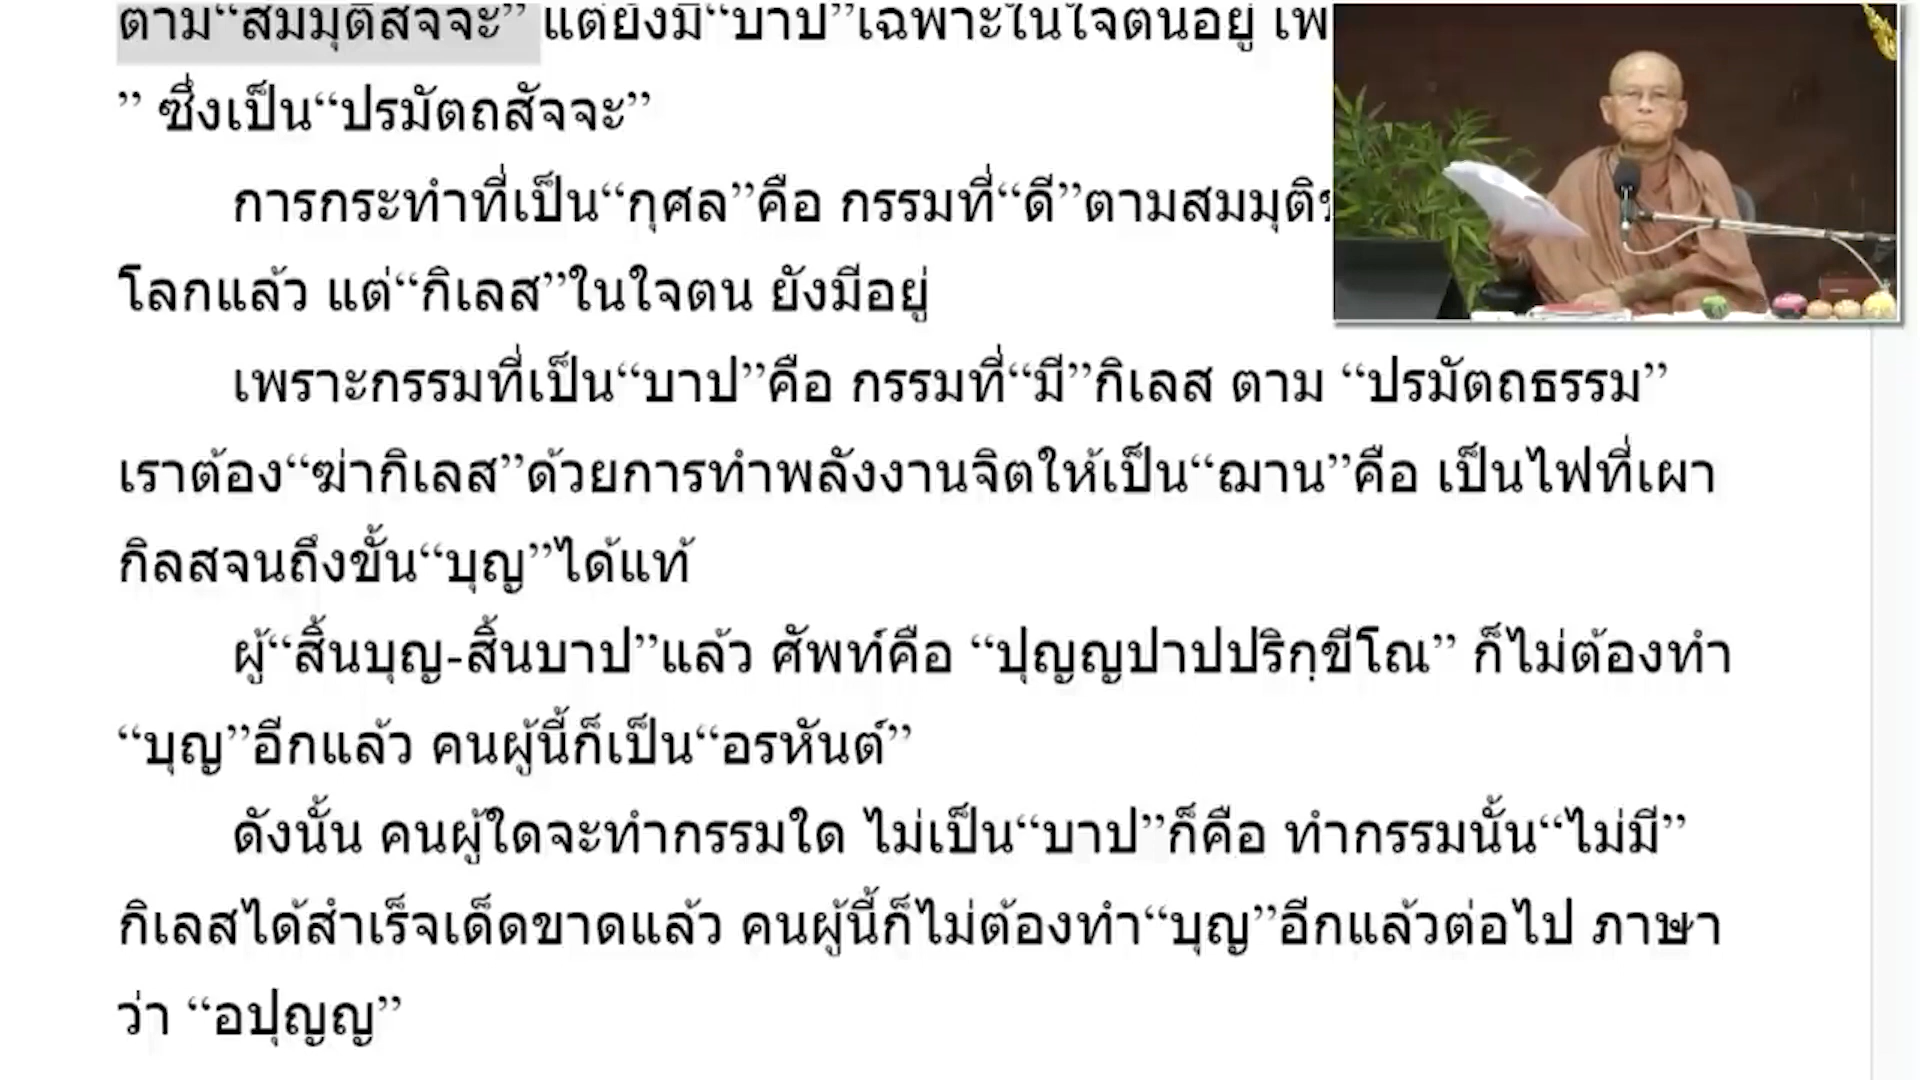 ตาม“สมมุติสัจจะ” แต่ยังมี“บาป”เฉพาะในใจตนอยู่
” ซึ่งเป็น“ปรมัตถสัจจะ”
การกระทำที่เป็น“กุศล”คือ กรรมที่“ดี”ตามสมมุติ
โลกแล้ว แต่“กิเลส”ในใจตน ยังมีอยู่
เพราะกรรมที่เป็น“บาป”คือ กรรมที่“มี”กิเลส ตาม “ปรมัตถธรรม”
เราต้อง“ฆ่ากิเลส”ด้วยการทำพลังงานจิตให้เป็น“ฌาน”คือ เป็นไฟที่เผา
กิลสจนถึงขั้น“บุญ”ได้แท้
ผู้“สิ้นบุญ-สิ้นบาป”แล้ว ศัพท์คือ “ปุญญปาปปริกฺขีโณ” ก็ไม่ต้องทำ
“บุญ”อีกแล้ว คนผู้นี้ก็เป็น“อรหันต์”
ดังนั้น คนผู้ใดจะทำกรรมใด ไม่เป็น“บาป”ก็คือ ทำกรรมนั้น“ไม่มี”
กิเลสได้สำเร็จเด็ดขาดแล้ว คนผู้นี้ก็ไม่ต้องทำ“บุญ”อีกแล้วต่อไป ภาษา
ว่า “อปุญญ”